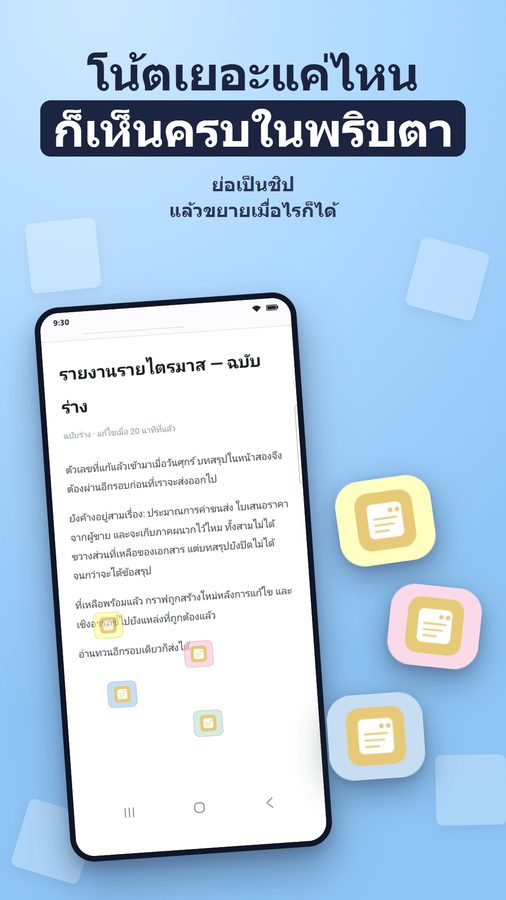 โน้ตเยอะแค่ไหน
ก็เห็นครบในพริบตา
ย่อเป็นชิป
แล้วขยายเมื่อไรก็ได้
9:30
รายงานรายไตรมาส — ฉบับ
ร่าง
ฉบับร่าง · แก้ไขเมื่อ 20 นาทีที่แล้ว
ตัวเลขที่แก้แล้วเข้ามาเมื่อวันศุกร์ บทสรุปในหน้าสองจึง
ต้องผ่านอีกรอบก่อนที่เราจะส่งออกไป
ยังค้างอยู่สามเรื่อง: ประมาณการค่าขนส่ง ใบเสนอราคา
จากผู้ขาย และจะเก็บภาคผนวกไว้ไหม ทั้งสามไม่ได้
ขวางส่วนที่เหลือของเอกสาร แต่บทสรุปยังปิดไม่ได้
จนกว่าจะได้ข้อสรุป
ที่เหลือพร้อมแล้ว กราฟถูกสร้างใหม่หลังการแก้ไข และ
ไปยังแหล่งที่ถูกต้องแล้ว
อ่านทวนอีกรอบเดียวก็ส่งได้